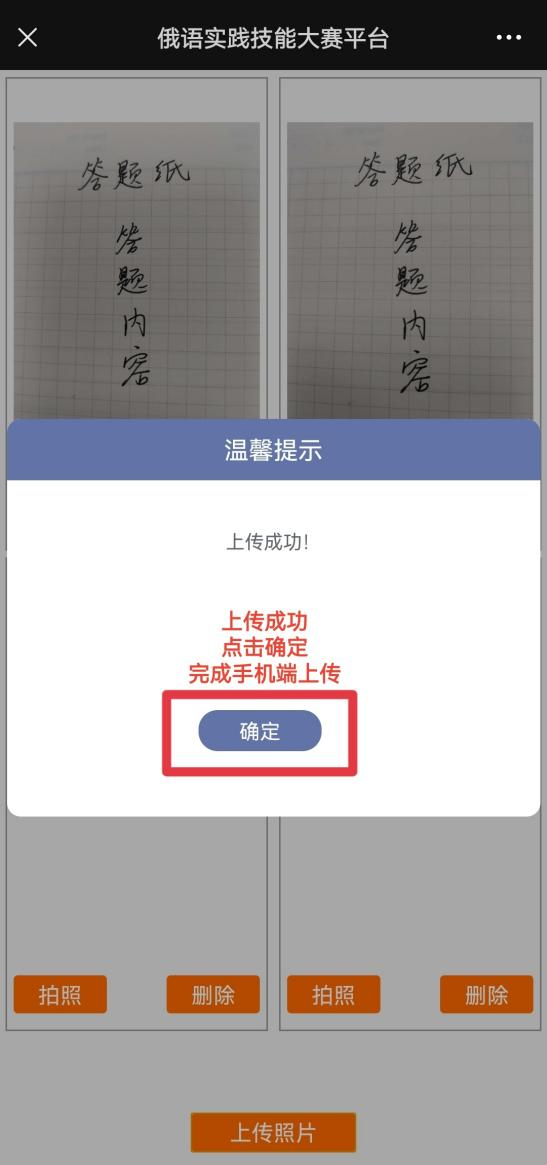 俄语实践技能大赛平台
答题纸
答
题
内
容
答题纸
答
题
内
容
温馨提示
上传成功!
上传成功
点击确定
完成手机端上传
确定
拍照 删除 拍照 删除
上传照片